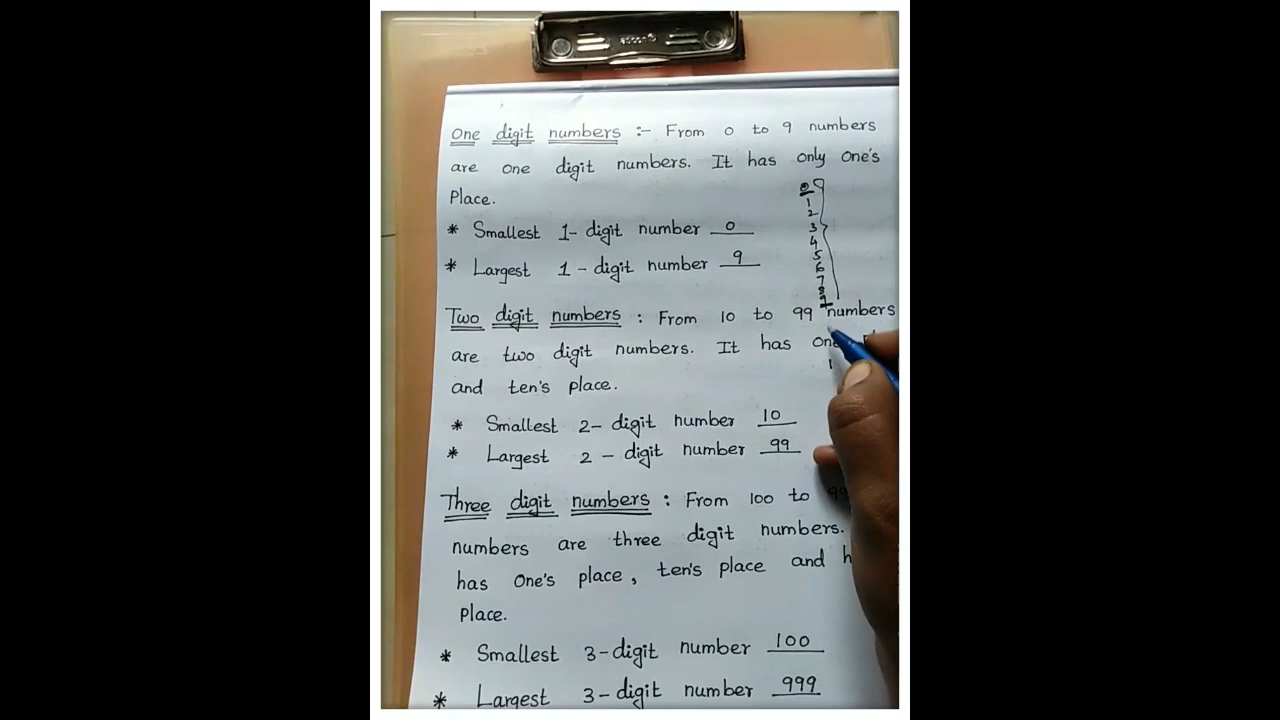 One digit numbers :- From 0 to 9 numbers
are one digit numbers. It has only one's
Place.
0
1
2
3
4
5
6
7
8
9
* Smallest 1- digit number 0
* Largest 1 - digit number 9
Two digit numbers : From 10 to 99 numbers
are two digit numbers. It has
and ten's place.
* Smallest 2- digit number 10
* Largest 2 - digit number 99
Three digit numbers : From 100 to
numbers are three digit numbers.
has One's place, ten's place and
Place.
* Smallest 3-digit number 100
* Largest 3- digit number 999